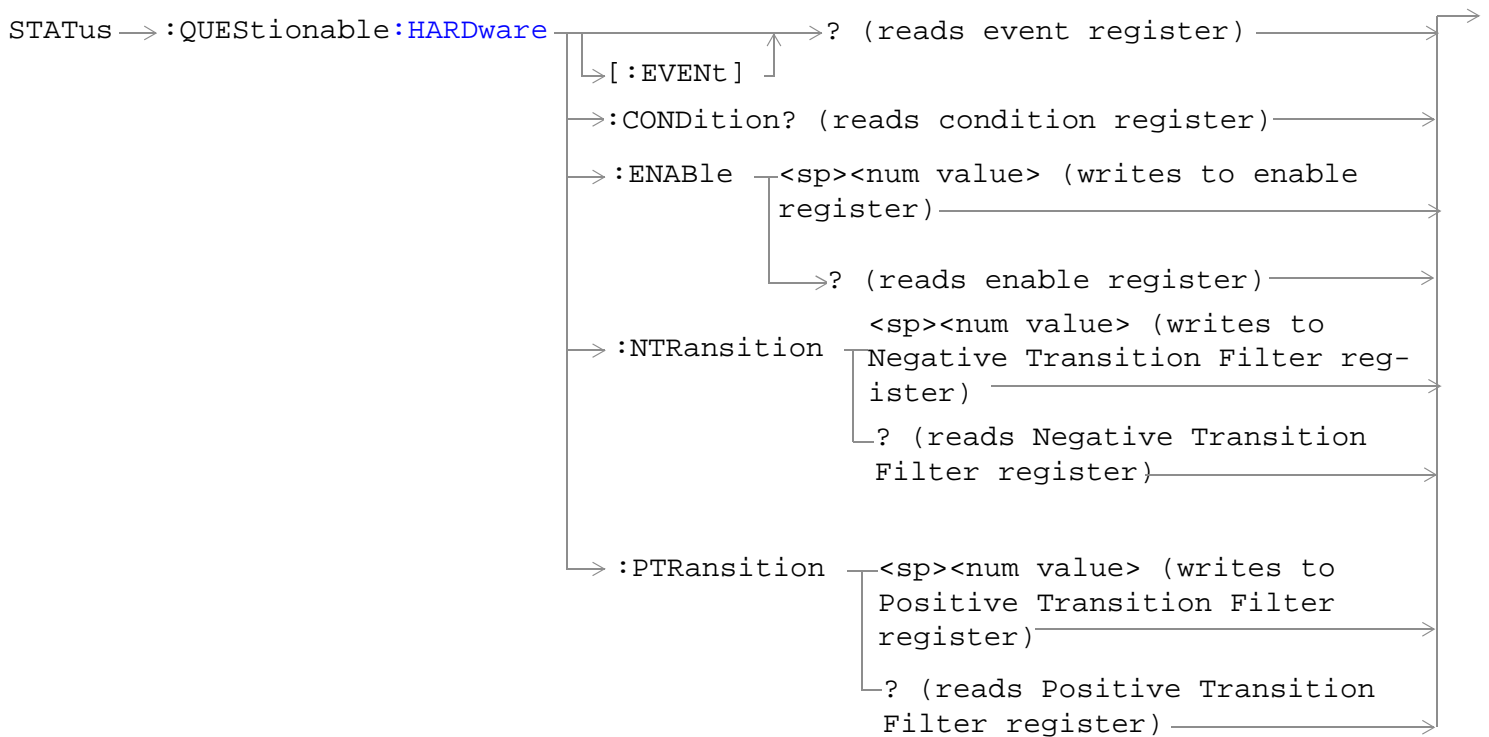 STATus :QUEStionable:HARDware ? (reads event register)
[:EVENt]
:CONDition? (reads condition register)
:ENABle <sp><num value> (writes to enable
register)
? (reads enable register)
<sp><num value> (writes to
:NTRansition Negative Transition Filter reg-
ister)
? (reads Negative Transition
Filter register)
:PTRansition <sp><num value> (writes to
Positive Transition Filter
register)
? (reads Positive Transition
Filter register)